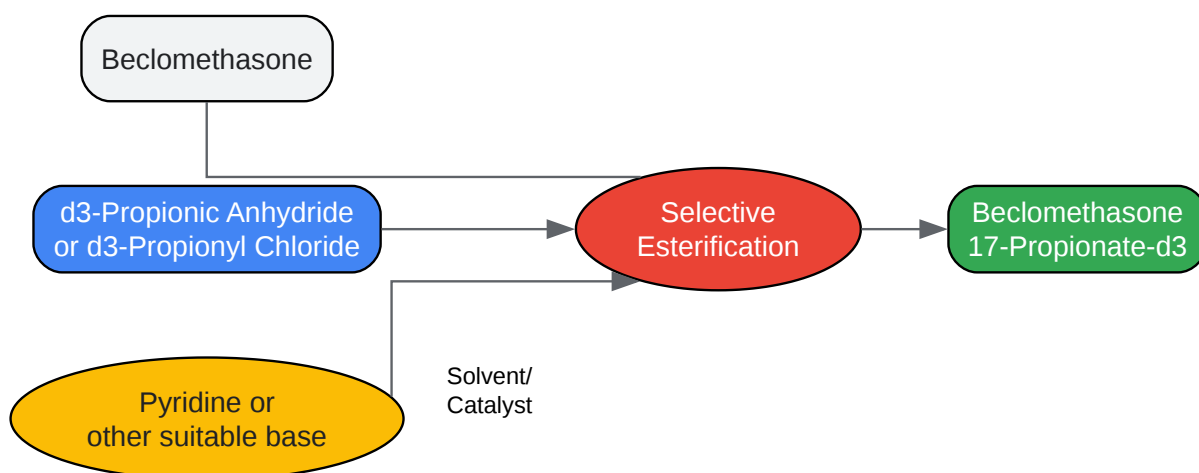 Beclomethasone
d3-Propionic Anhydride
or d3-Propionyl Chloride
Selective
Esterification
Beclomethasone
17-Propionate-d3
Pyridine or
other suitable base
Solvent/
Catalyst